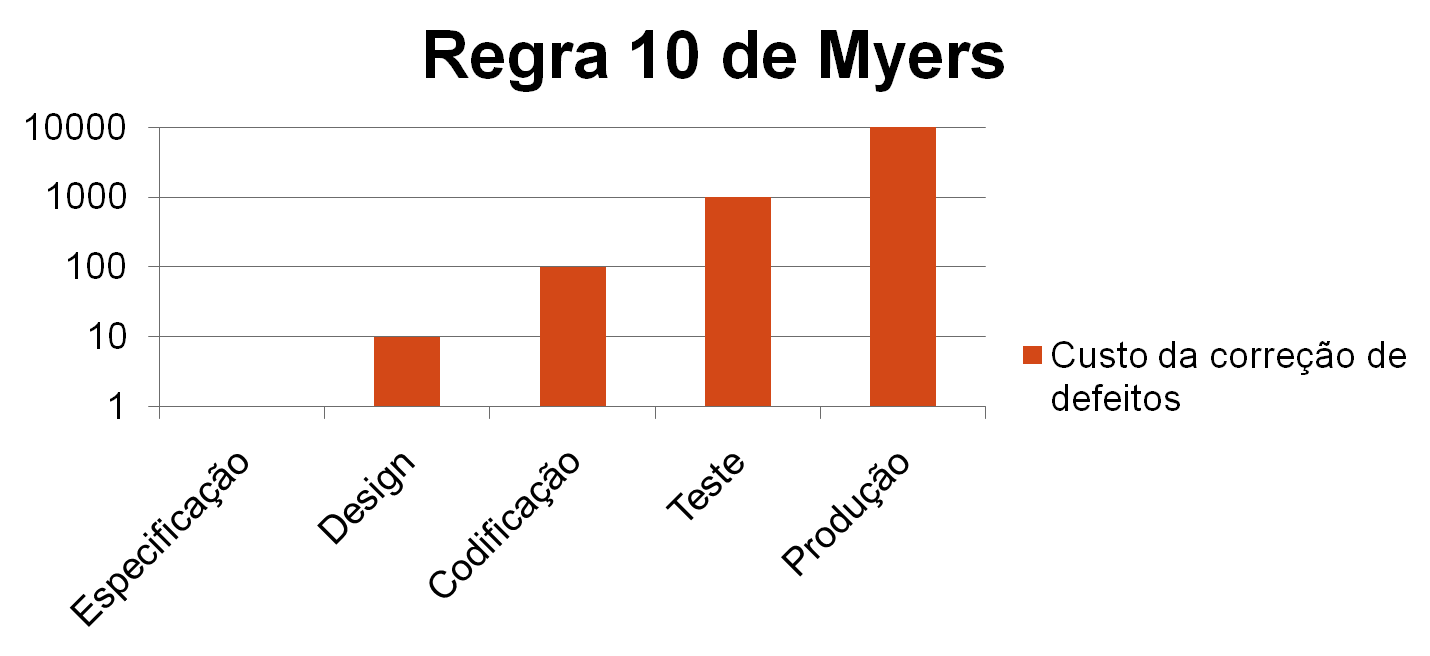 Regra 10 de Myers
10000
1000
100
10
1
Custo da correção de
defeitos
Especificação
Design
Codificação
Teste
Produção